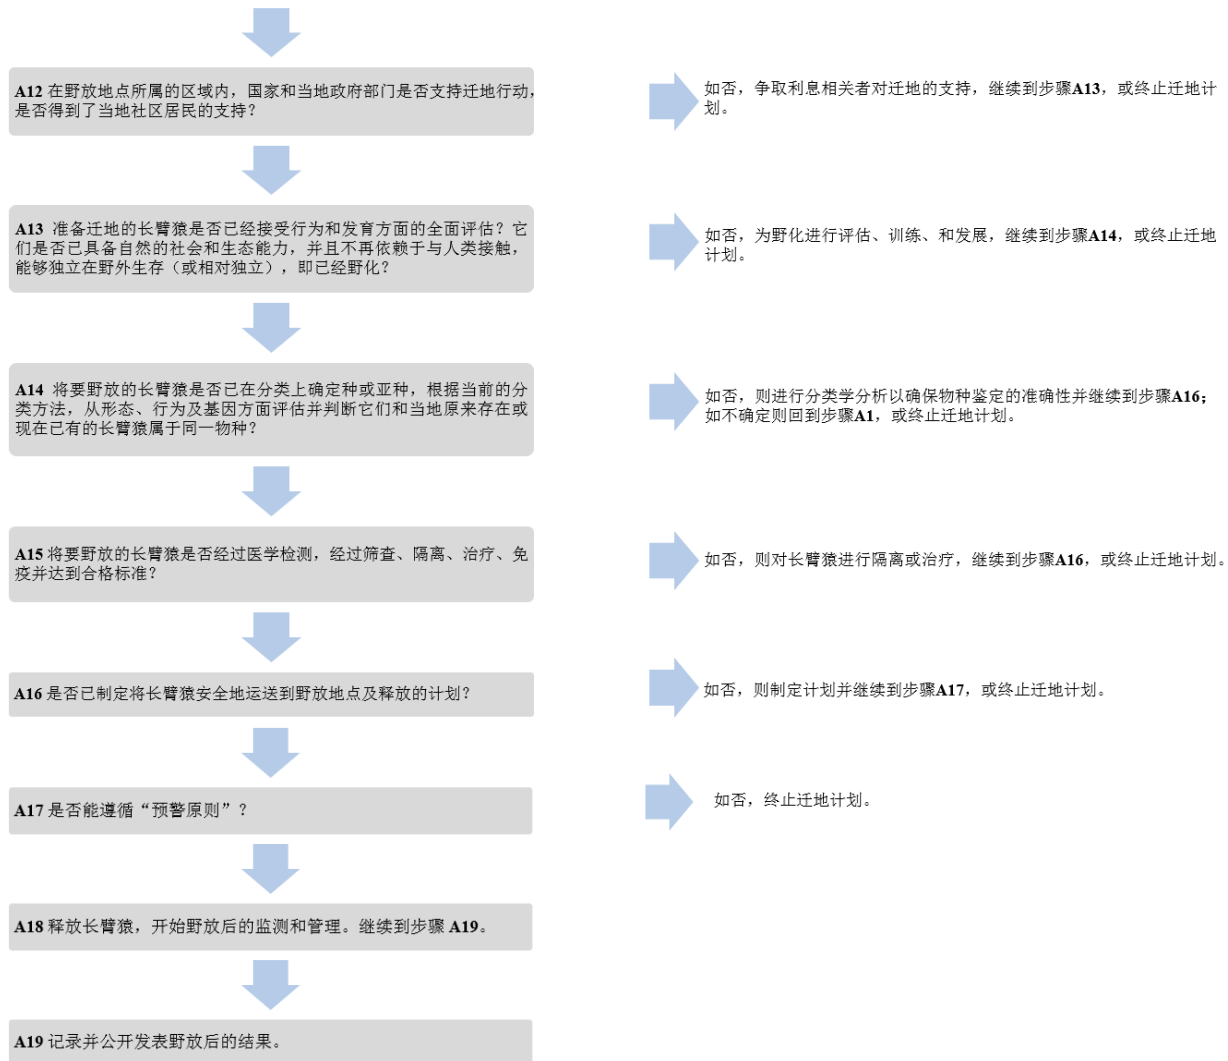 A12 在野放地点所属的区域内，国家和当地政府部门是否支持迁地行动，
是否得到了当地社区居民的支持？
如否，争取利息相关者对迁地的支持，继续到步骤A13，或终止迁地计
划。
A13 准备迁地的长臂猿是否已经接受行为和发育方面的全面评估？它
们是否已具备自然的社会和生态能力，并且不再依赖于与人类接触，
能够独立在野外生存（或相对独立），即已经野化？
如否，为野化进行评估、训练、和发展，继续到步骤A14，或终止迁地
计划。
A14 将要野放的长臂猿是否已在分类上确定种或亚种，根据当前的分
类方法，从形态、行为及基因方面评估并判断它们和当地原来存在或
现在已有的长臂猿属于同一物种？
如否，则进行分类学分析以确保物种鉴定的准确性并继续到步骤A16；
如不确定则回到步骤A1，或终止迁地计划。
A15 将要野放的长臂猿是否经过医学检测，经过筛查、隔离、治疗、免
疫并达到合格标准？
如否，则对长臂猿进行隔离或治疗，继续到步骤A16，或终止迁地计划。
A16 是否已制定将长臂猿安全地运送到野放地点及释放的计划？
如否，则制定计划并继续到步骤A17，或终止迁地计划。
A17 是否能遵循“预警原则”？
如否，终止迁地计划。
A18 释放长臂猿，开始野放后的监测和管理。继续到步骤 A19。
A19 记录并公开发表野放后的结果。